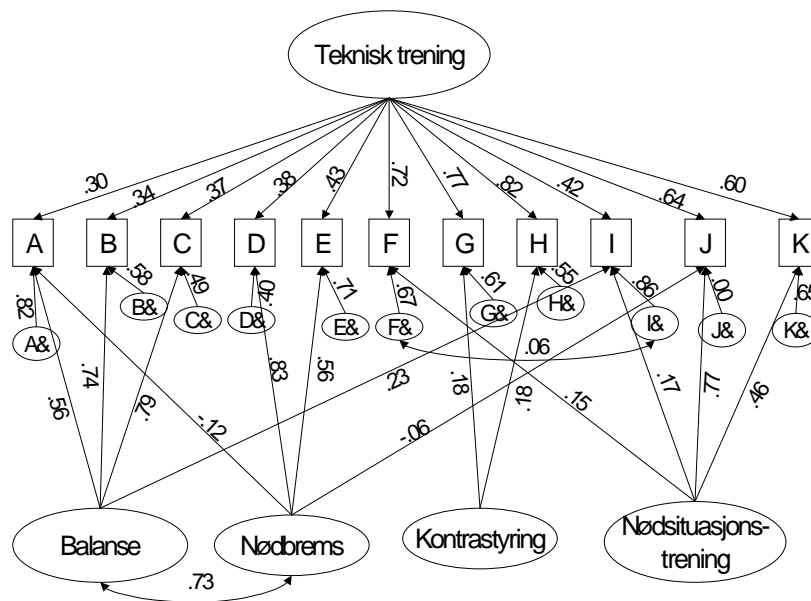 Teknisk trening
.30 .34 .37 .38 .43 .72 .77 .82 .42 .64 .60
A B C D E F G H I J K
.82 .58 .49 .40 .71 .67 .61 .55 .86 .00 .65
A& B& C& D& E& F& G& H& I& J& K&
.06
.56 .74 .79 -.12 .83 .56 .23 -.06 .18 .18 .15 .17 .77 .46
Balanse Nødbrems Kontrastyring Nødsituasjons-
trening
.73